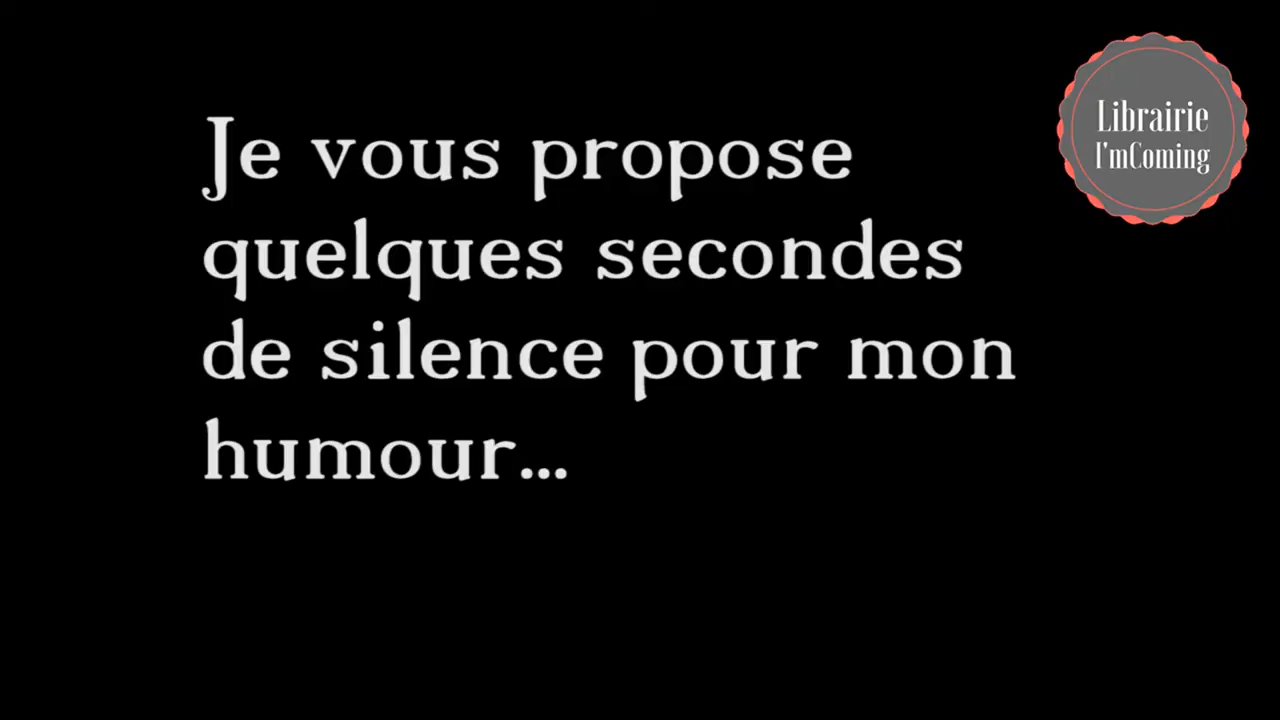 Je vous propose
quelques secondes
de silence pour mon
humour...
Librairie
I'mComing